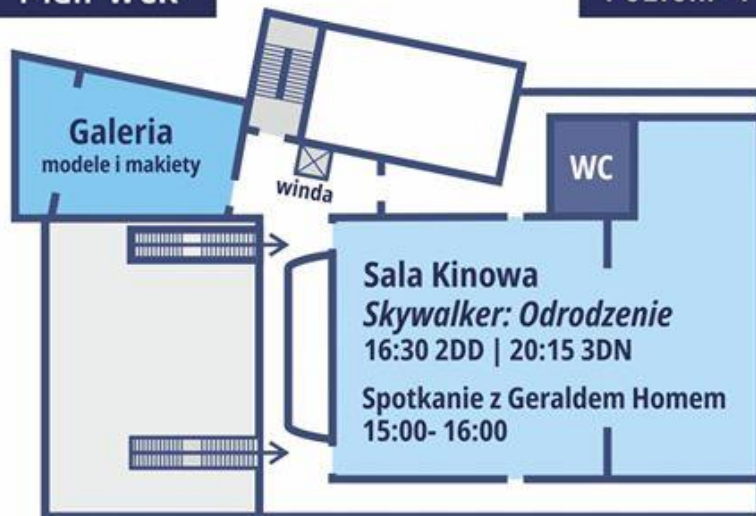 Galeria
modele i makiety
winda
WC
Sala Kinowa
Skywalker: Odrodzenie
16:30 2DD | 20:15 3DN
Spotkanie z Geraldem Homem
15:00- 16:00